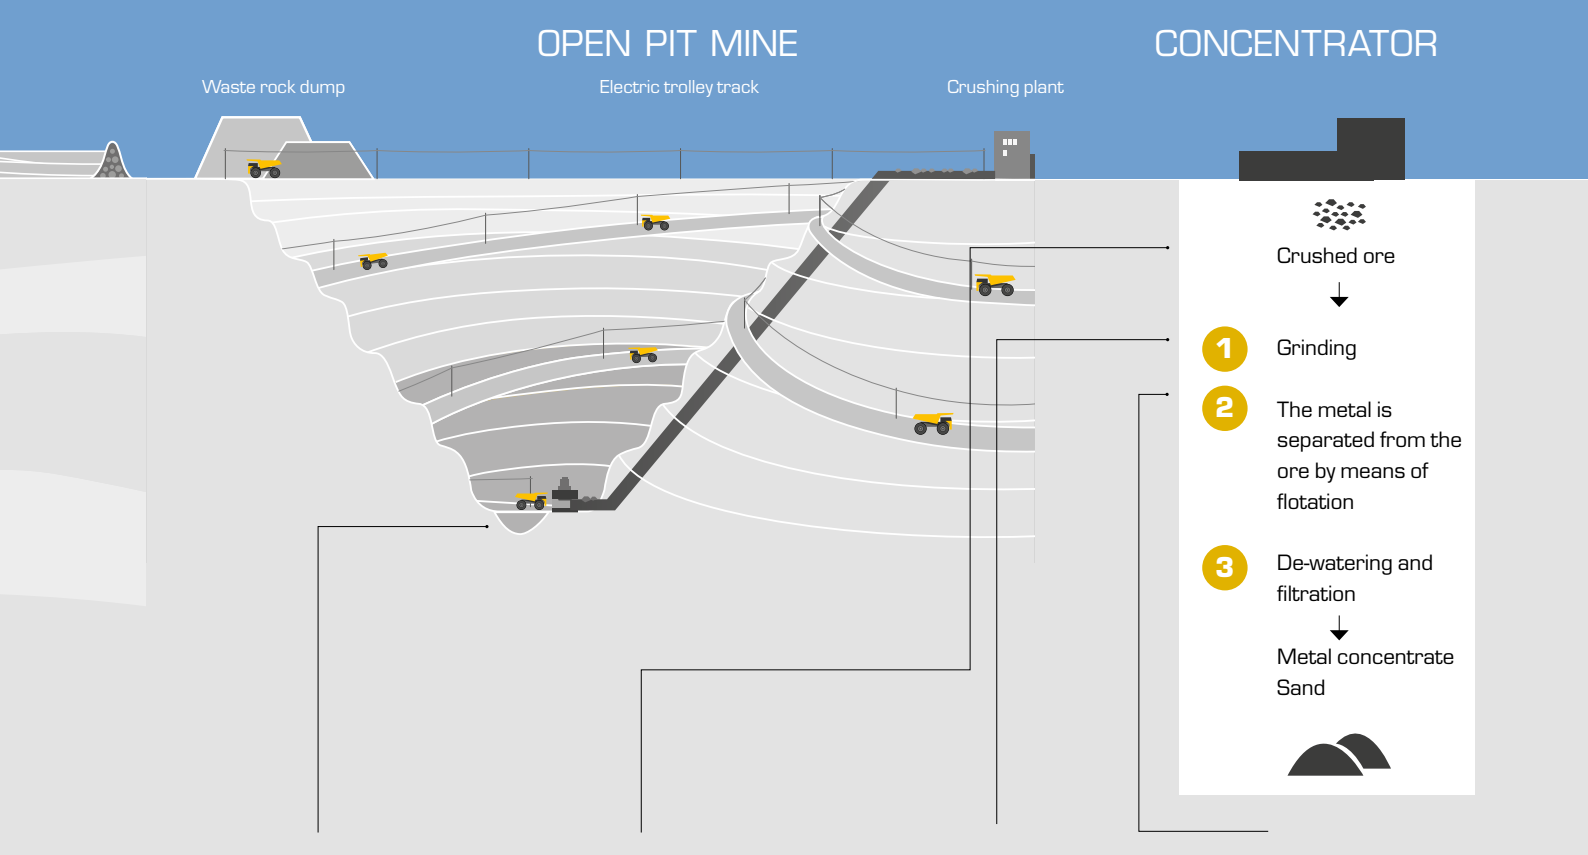 OPEN PIT MINE
CONCENTRATOR
Waste rock dump
Electric trolley track
Crushing plant
Crushed ore
1
Grinding
2
The metal is
separated from the
ore by means of
flotation
3
De-watering and
filtration
Metal concentrate
Sand